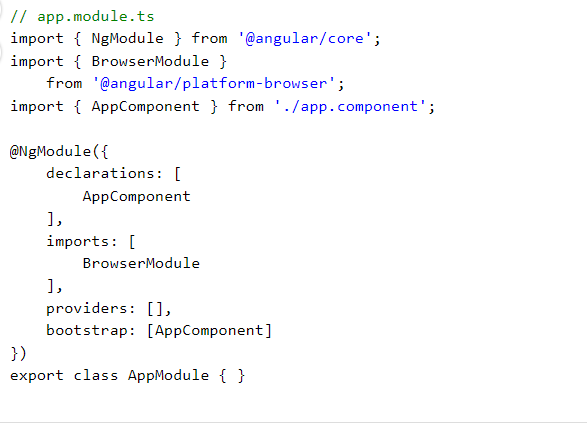 // app.module.ts
import { NgModule } from '@angular/core';
import { BrowserModule }
    from '@angular/platform-browser';
import { AppComponent } from './app.component';

@NgModule({
    declarations: [
        AppComponent
    ],
    imports: [
        BrowserModule
    ],
    providers: [],
    bootstrap: [AppComponent]
})
export class AppModule { }